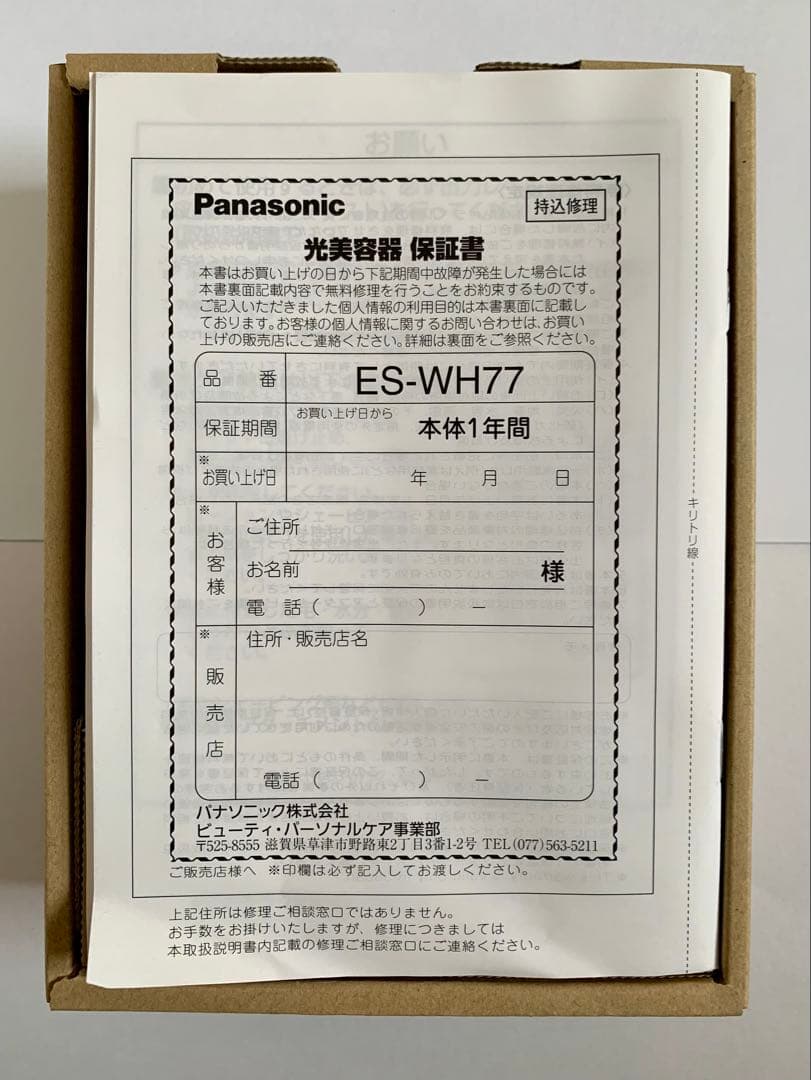 お願い
Panasonic
持込修理
光美容器 保証書
本書はお買い上げの日から下記期間中故障が発生した場合には
本書裏面記載内容で無料修理を行うことをお約束するものです。
ご記入いただきました個人情報の利用目的は本書裏面に記載し
ております。お客様の個人情報に関するお問い合わせは、お買い
上げの販売店にご連絡ください。詳細は裏面をご参照ください。
品 番 ES-WH77
保証期間 お買い上げ日から 本体1年間
※お買い上げ日 年 月 日
※お客様
ご住所
お名前 様
電 話 ( ) −
※販売店
住所・販売店名
電話 ( ) −
パナソニック株式会社
ビューティ・パーソナルケア事業部
〒525-8555 滋賀県草津市野路東2丁目3番1-2号 TEL(077)563-5211
ご販売店様へ ※印欄は必ず記入してお渡しください。
上記住所は修理ご相談窓口ではありません。
お手数をお掛けいたしますが、修理につきましては
本取扱説明書内記載の修理ご相談窓口にご連絡ください。
キリトリ線